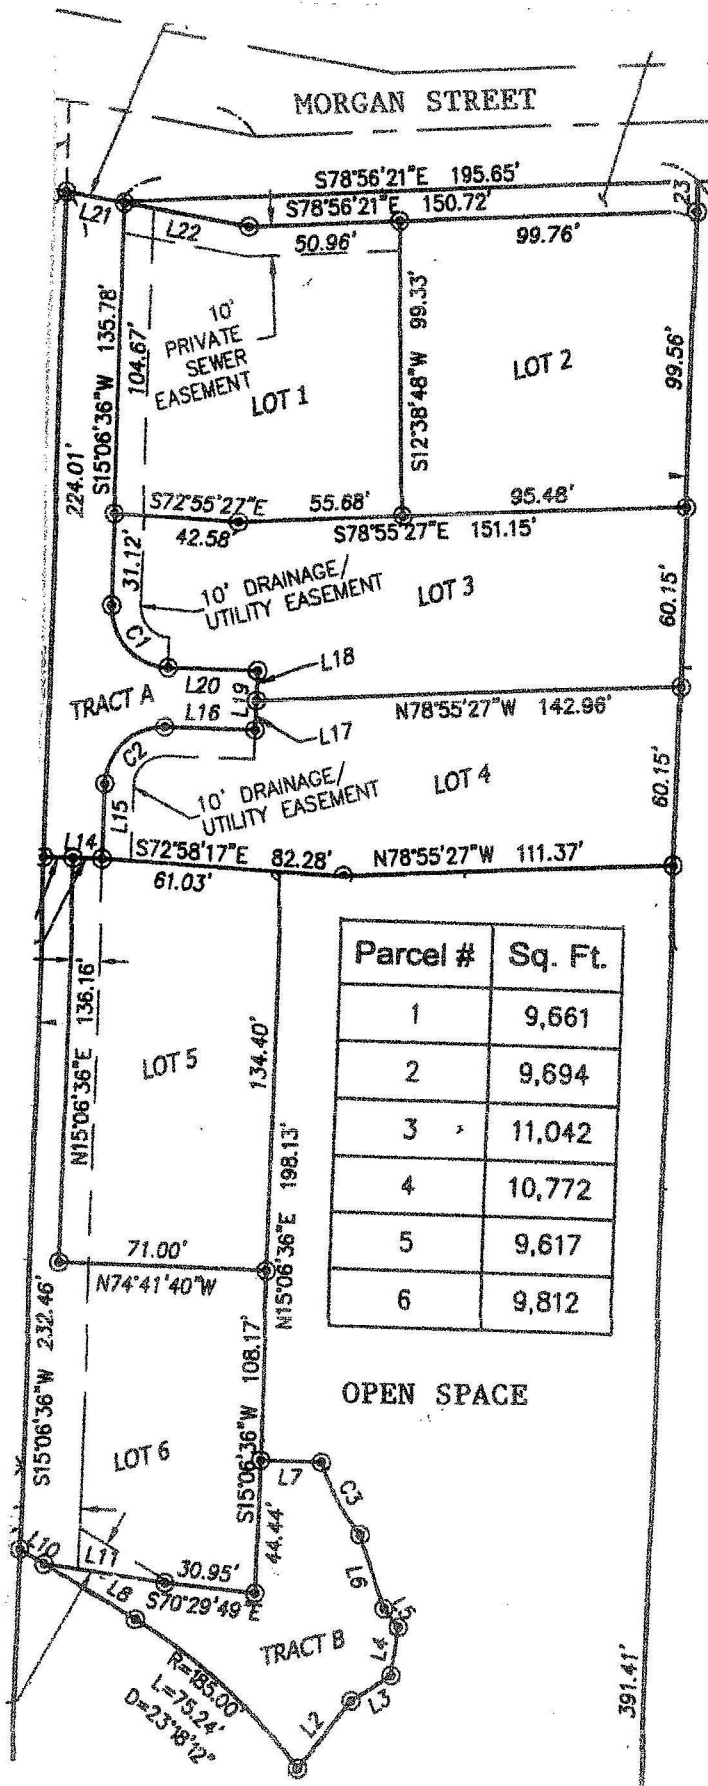 MORGAN STREET
S78°56'21"E 195.65'
L23
L21
S78°56'21"E 150.72'
L22
50.96'
99.76'
10'
PRIVATE
SEWER
EASEMENT
S15°06'36"W 135.78'
104.67'
S12°38'48"W 99.33'
LOT 1
LOT 2
99.56'
224.01'
S72°55'27"E
55.68'
95.48'
42.58'
S78°55'27"E 151.15'
31.12'
10' DRAINAGE/
UTILITY EASEMENT
LOT 3
60.15'
C1
L18
L20
L19
TRACT A
L16
N78°55'27"W 142.96'
L17
C2
L15
10' DRAINAGE/
UTILITY EASEMENT
LOT 4
60.15'
L14
S72°58'17"E 82.28'
N78°55'27"W 111.37'
61.03'
Parcel # Sq. Ft.
1 9,661
2 9,694
3 11,042
4 10,772
5 9,617
6 9,812
N15°06'36"E 136.16'
LOT 5
134.40'
N15°06'36"E 198.13'
71.00'
N74°41'40"W
S15°06'36"W 232.46'
S15°06'36"W 108.17'
OPEN SPACE
LOT 6
L7
C3
44.44'
L10
L11
30.95'
L6
L8
S70°29'49"E
L5
TRACT B
L4
L3
L2
R=185.00'
L=75.24'
D=23°18'12"
391.41'